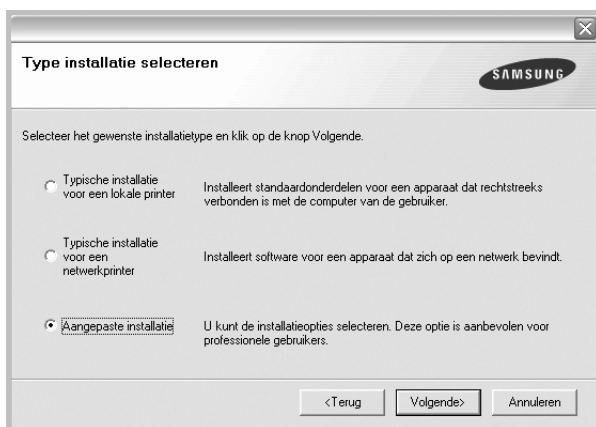 Type installatie selecteren
SAMSUNG
Selecteer het gewenste installatietype en klik op de knop Volgende.
Typische installatie
voor een lokale printer
Installeert standaardonderdelen voor een apparaat dat rechtstreeks
verbonden is met de computer van de gebruiker.
Typische installatie
voor een
netwerkprinter
Installeert software voor een apparaat dat zich op een netwerk bevindt.
Aangepaste installatie
U kunt de installatieopties selecteren. Deze optie is aanbevolen voor
professionele gebruikers.
<Terug
Volgende>
Annuleren